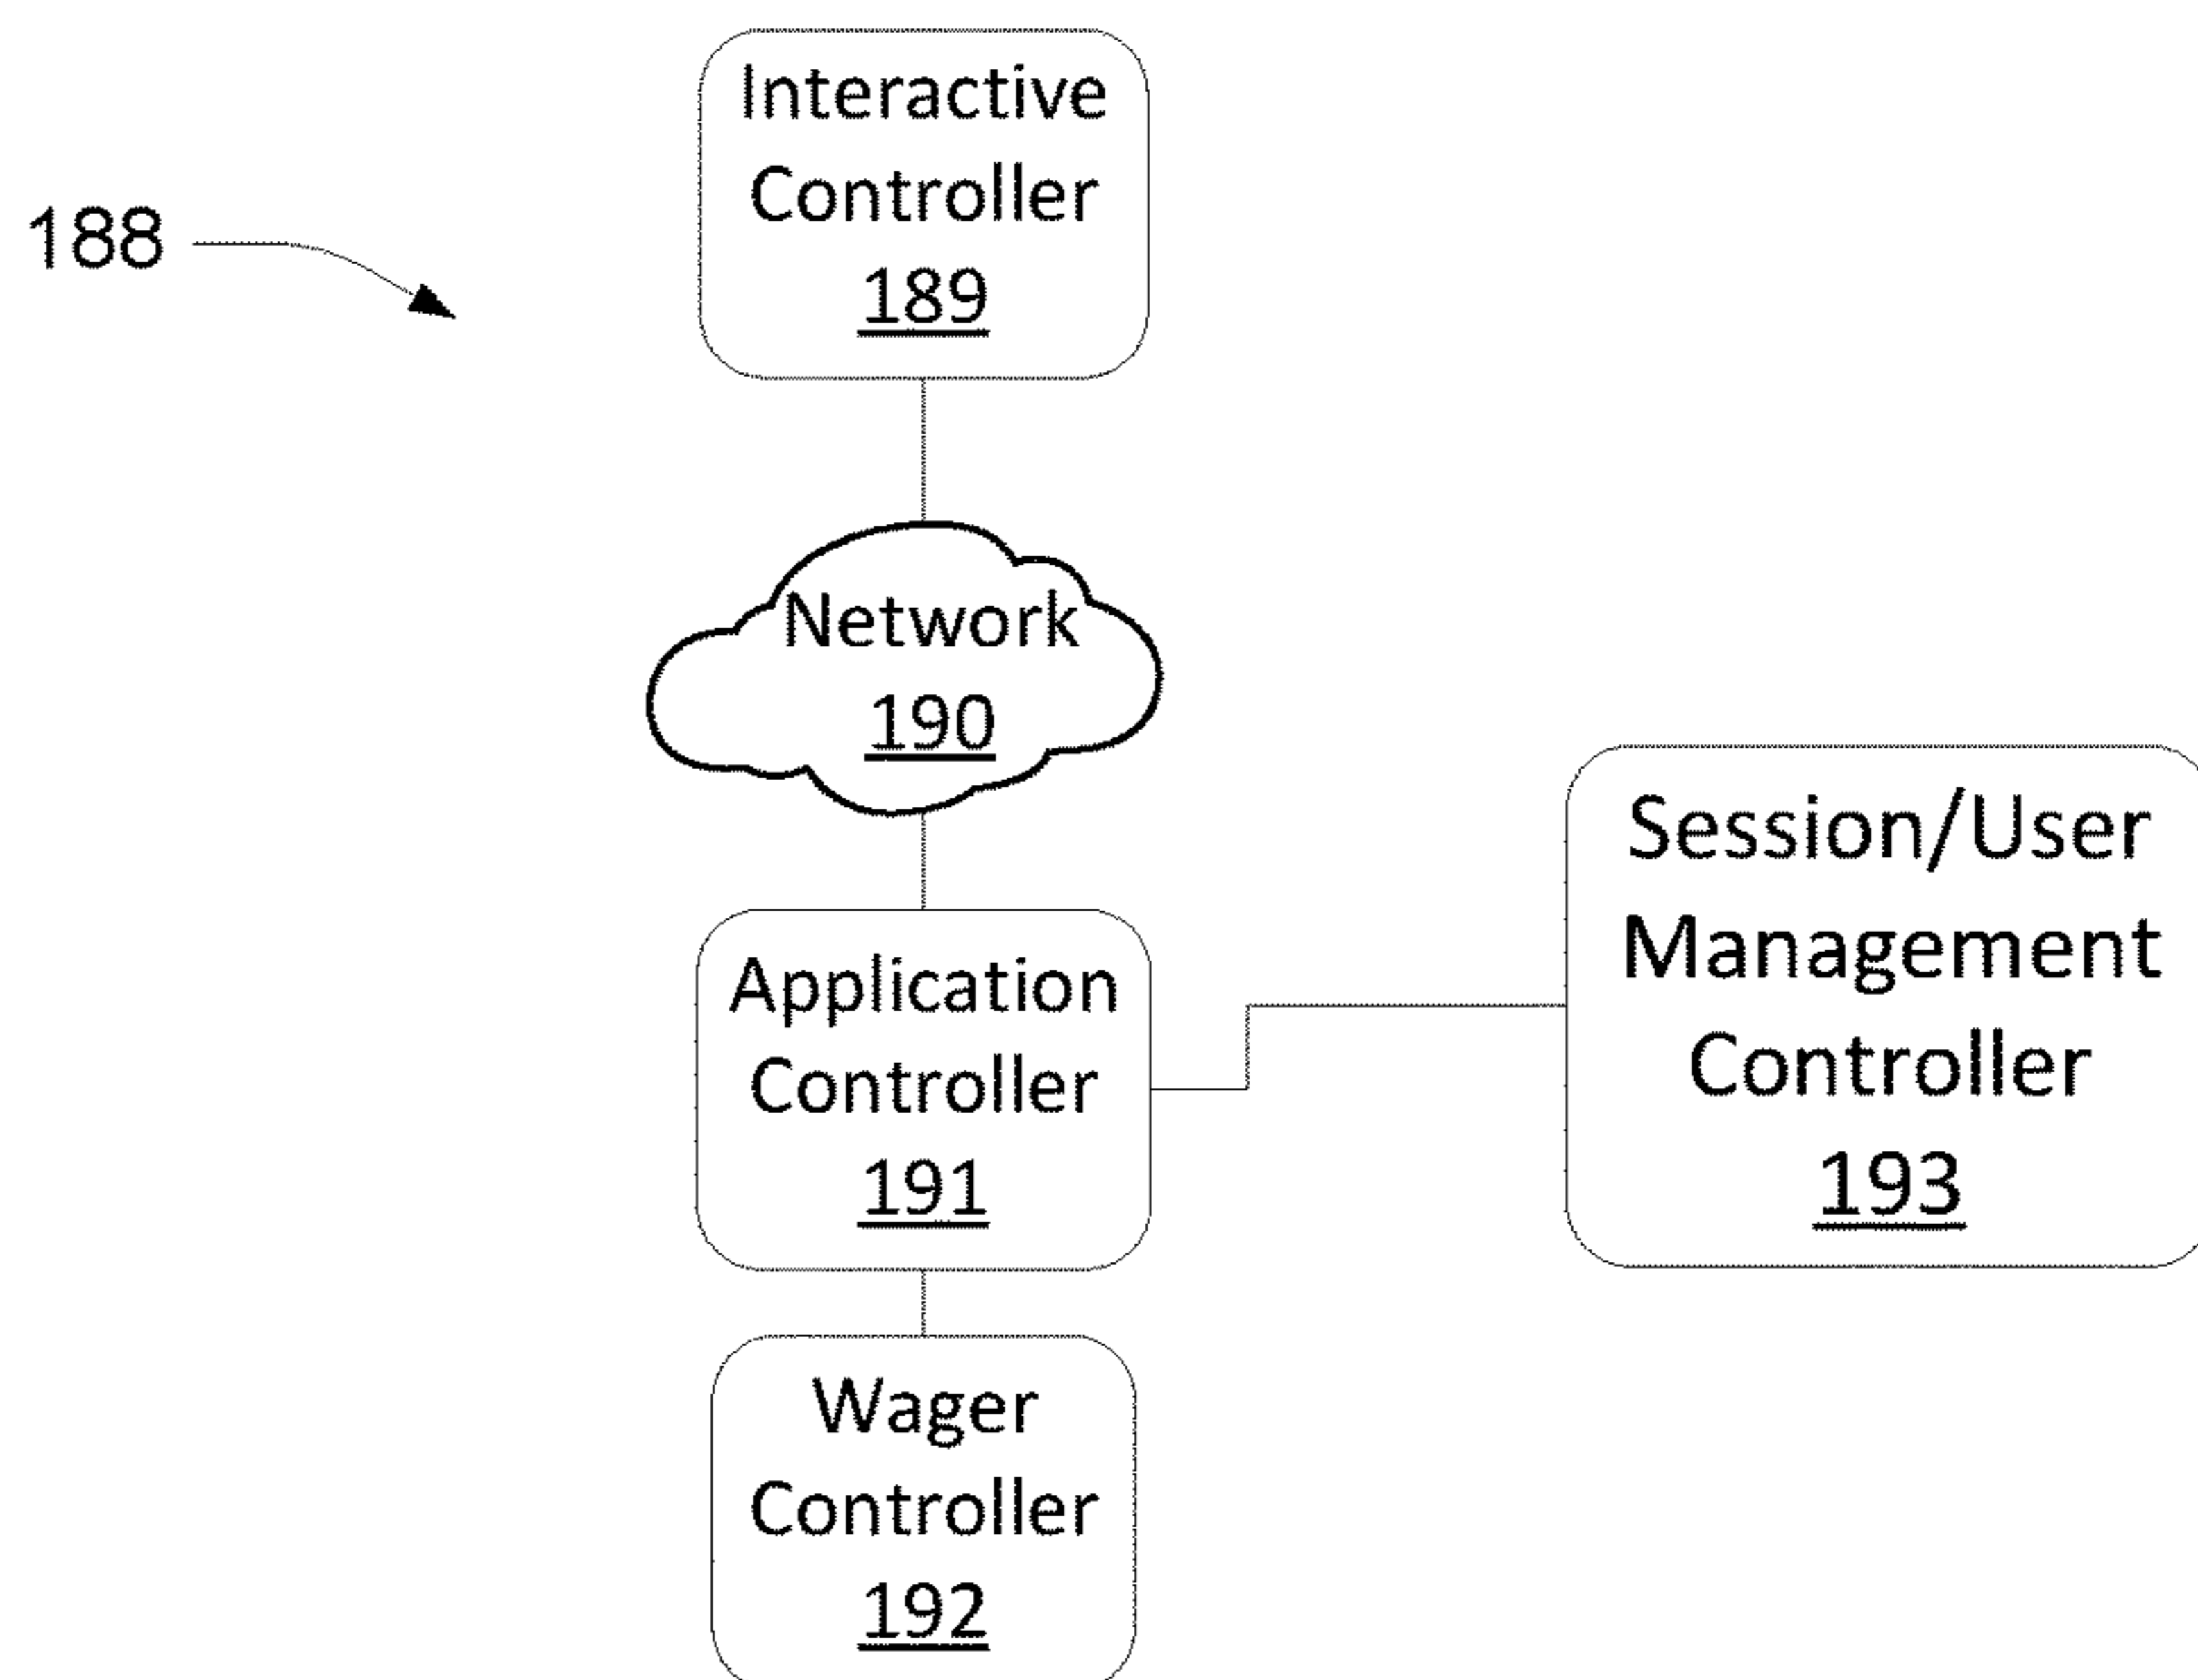 Interactive
Controller
189
188
Network
190
Application
Controller
191
Session/User
Management
Controller
193
Wager
Controller
192